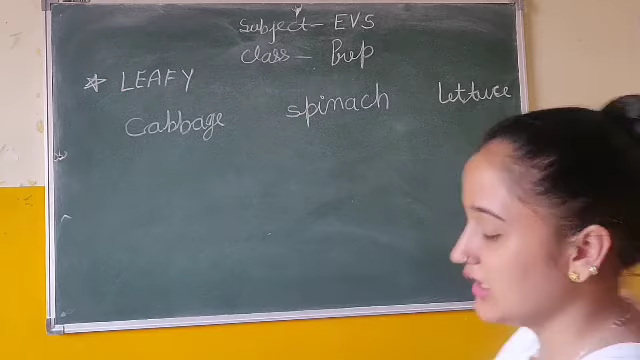 Subject - EVS
Class - Prep
☆ LEAFY
Cabbage spinach lettuce